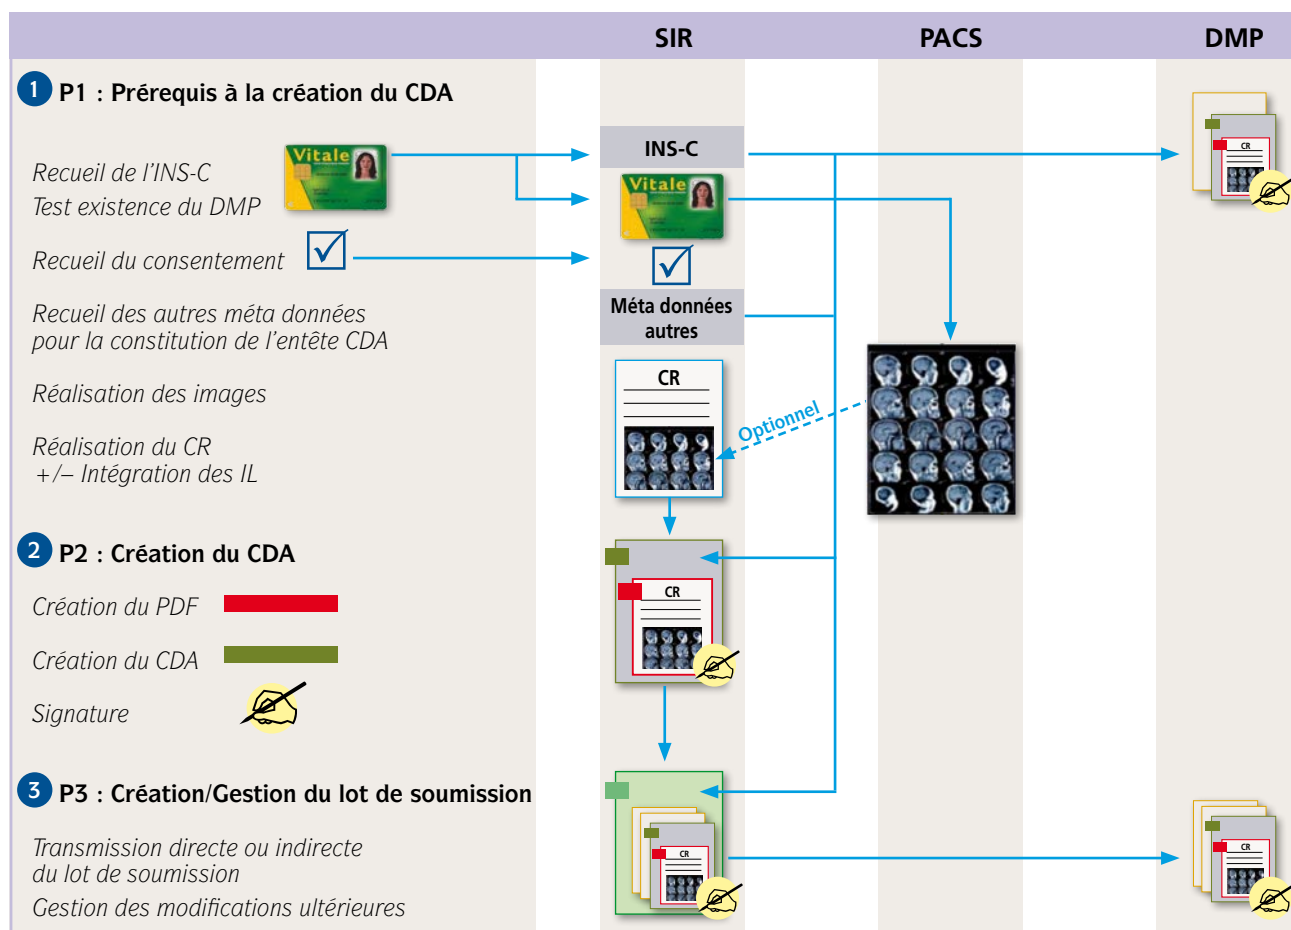 SIR PACS DMP
1 P1 : Prérequis à la création du CDA
Recueil de l'INS-C
Test existence du DMP
Vitale
INS-C
Vitale
CR
Recueil du consentement
Recueil des autres méta données
pour la constitution de l'entête CDA
Méta données
autres
Réalisation des images
CR
Optionnel
Réalisation du CR
+/– Intégration des IL
2 P2 : Création du CDA
Création du PDF
CR
Création du CDA
Signature
3 P3 : Création/Gestion du lot de soumission
Transmission directe ou indirecte
du lot de soumission
Gestion des modifications ultérieures
CR
CR